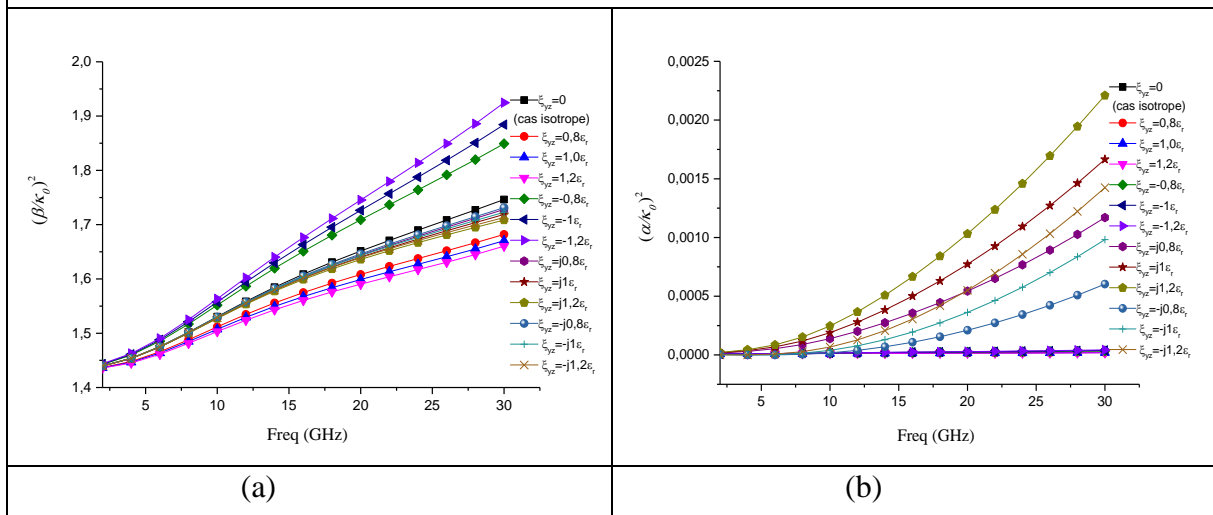 2,0
1,9
1,8
1,7
1,6
1,5
1,4
(β/κ₀)²
5 10 15 20 25 30
Freq (GHz)
ξyz=0
(cas isotrope)
ξyz=0,8εr
ξyz=1,0εr
ξyz=1,2εr
ξyz=-0,8εr
ξyz=-1εr
ξyz=-1,2εr
ξyz=j0,8εr
ξyz=j1εr
ξyz=j1,2εr
ξyz=-j0,8εr
ξyz=-j1εr
ξyz=-j1,2εr
(a)
0,0025
0,0020
0,0015
0,0010
0,0005
0,0000
(α/κ₀)²
5 10 15 20 25 30
Freq (GHz)
ξyz=0
(cas isotrope)
ξyz=0,8εr
ξyz=1,0εr
ξyz=1,2εr
ξyz=-0,8εr
ξyz=-1εr
ξyz=-1,2εr
ξyz=j0,8εr
ξyz=j1εr
ξyz=j1,2εr
ξyz=-j0,8εr
ξyz=-j1εr
ξyz=-j1,2εr
(b)